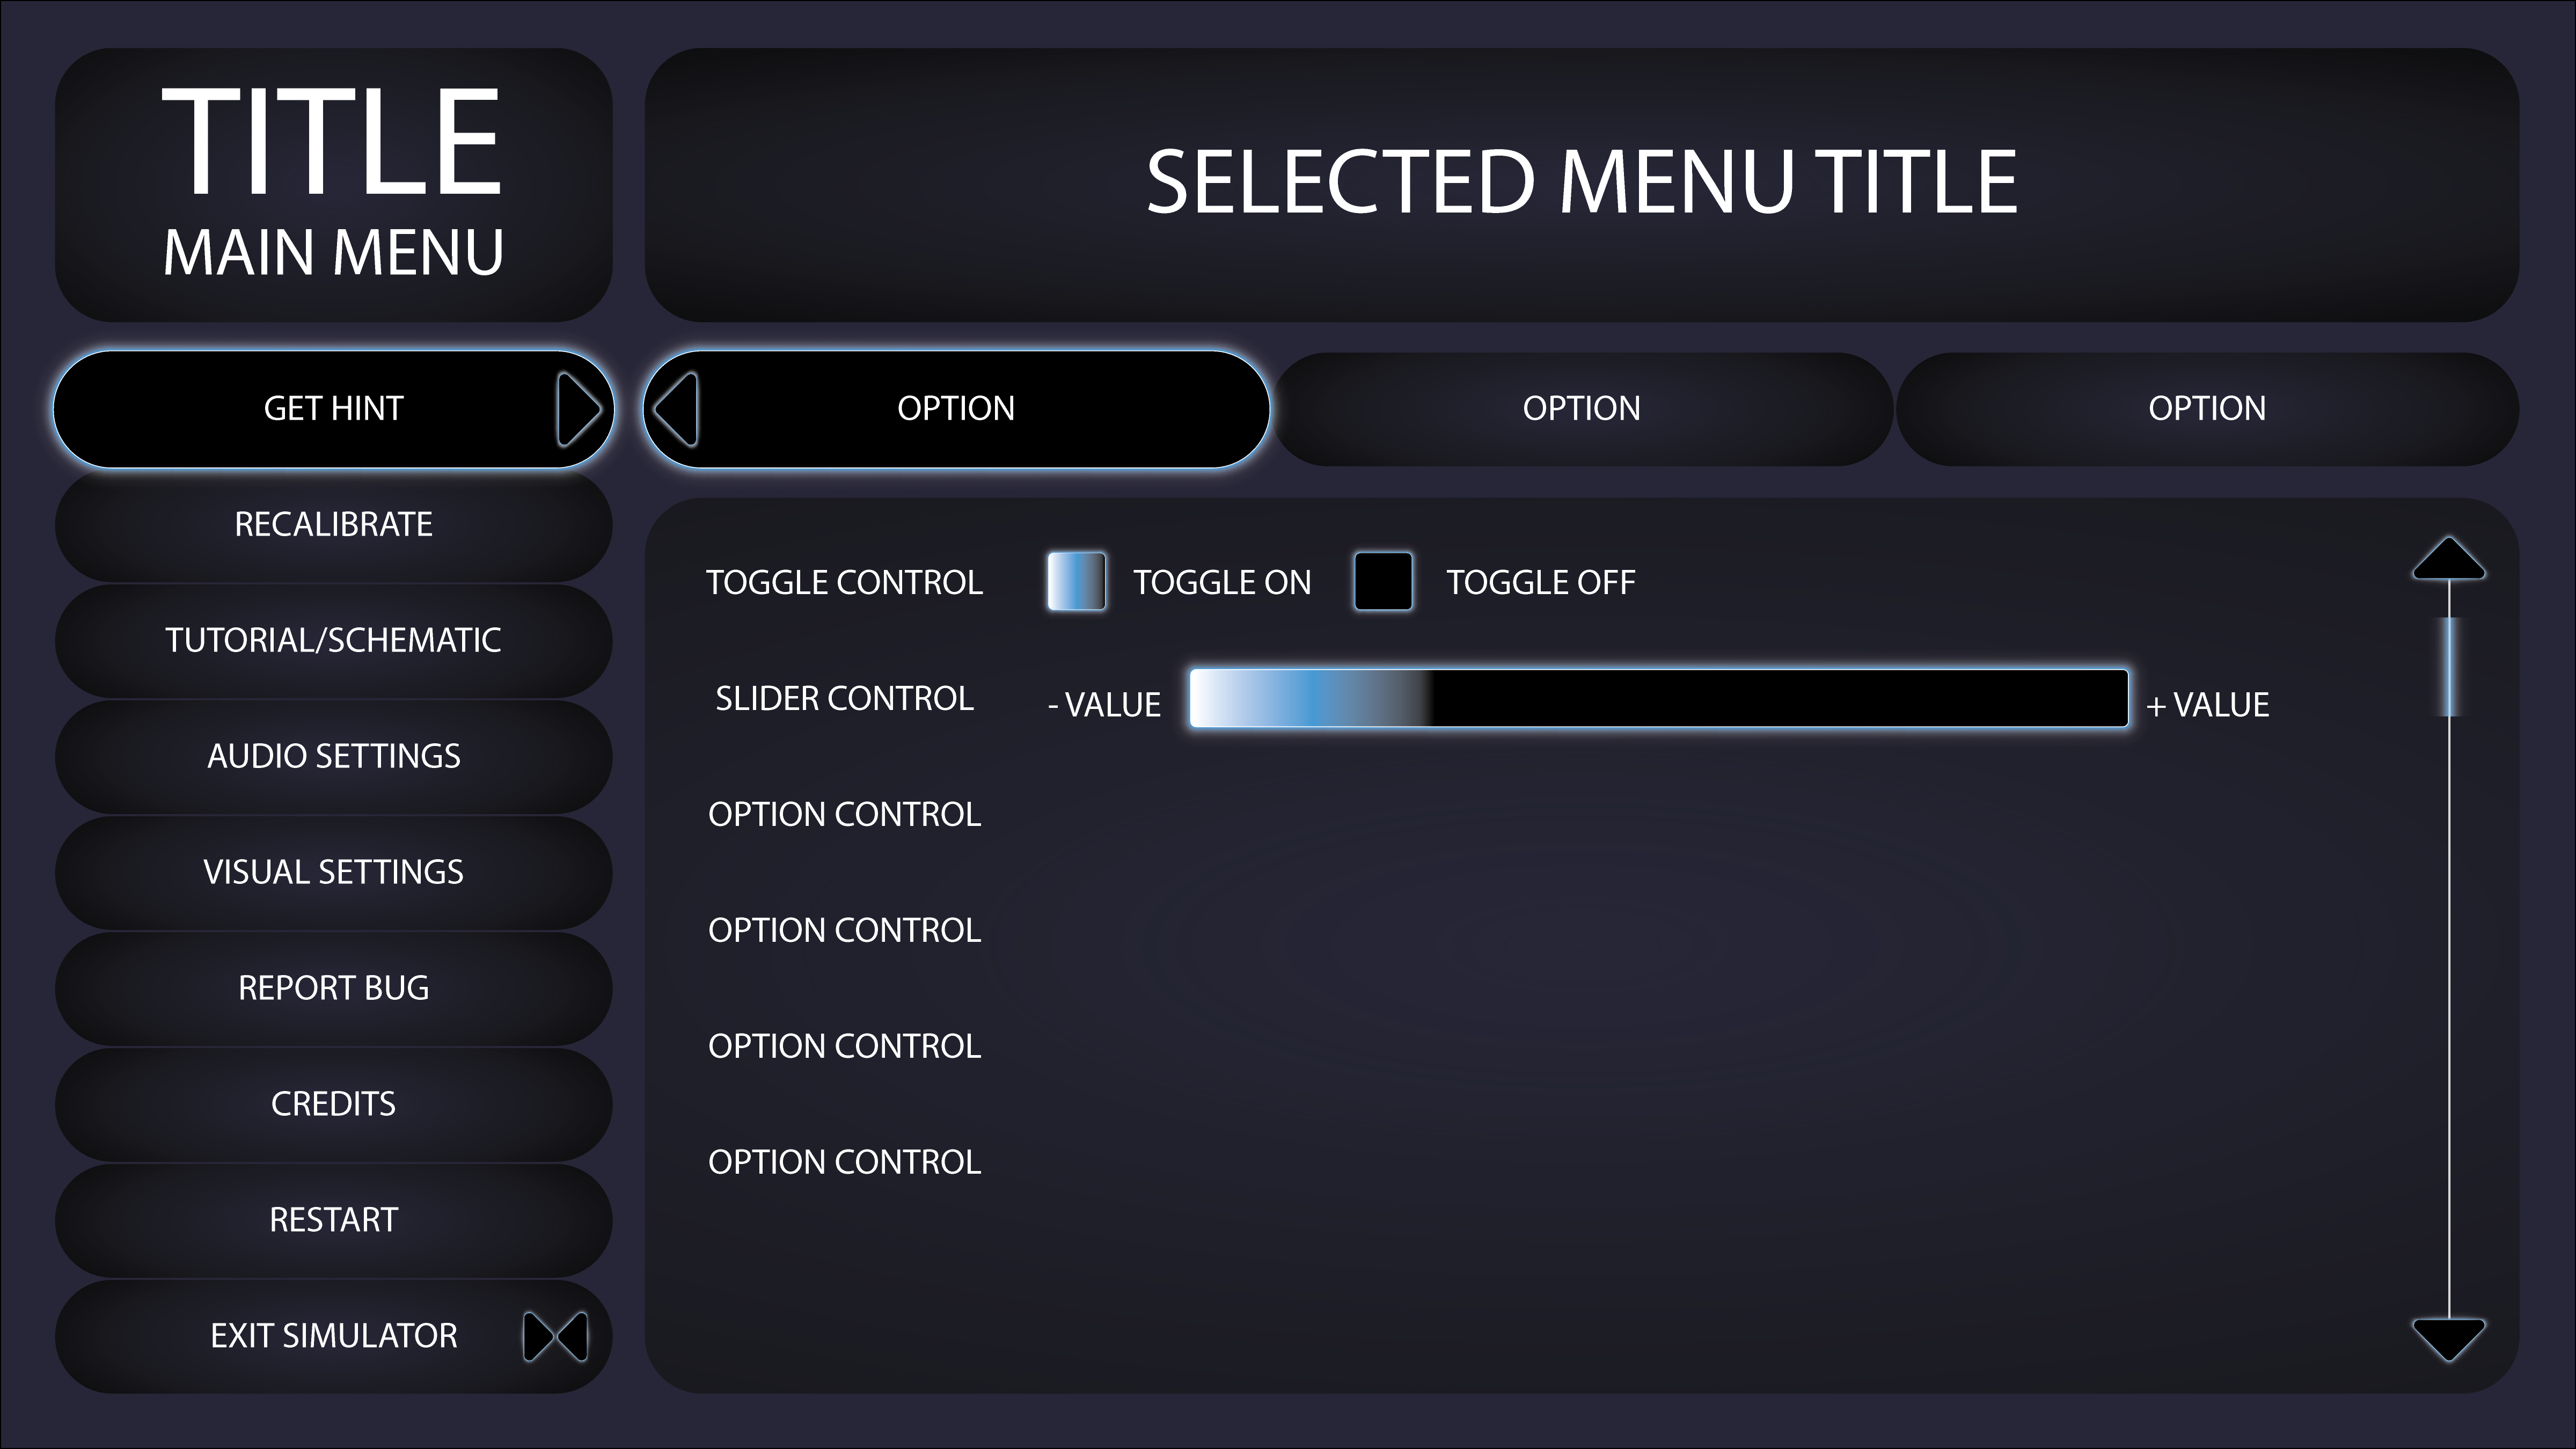 TITLE
MAIN MENU
SELECTED MENU TITLE
GET HINT
RECALIBRATE
TUTORIAL/SCHEMATIC
AUDIO SETTINGS
VISUAL SETTINGS
REPORT BUG
CREDITS
RESTART
EXIT SIMULATOR
OPTION
OPTION
OPTION
TOGGLE CONTROL TOGGLE ON TOGGLE OFF
SLIDER CONTROL - VALUE + VALUE
OPTION CONTROL
OPTION CONTROL
OPTION CONTROL
OPTION CONTROL